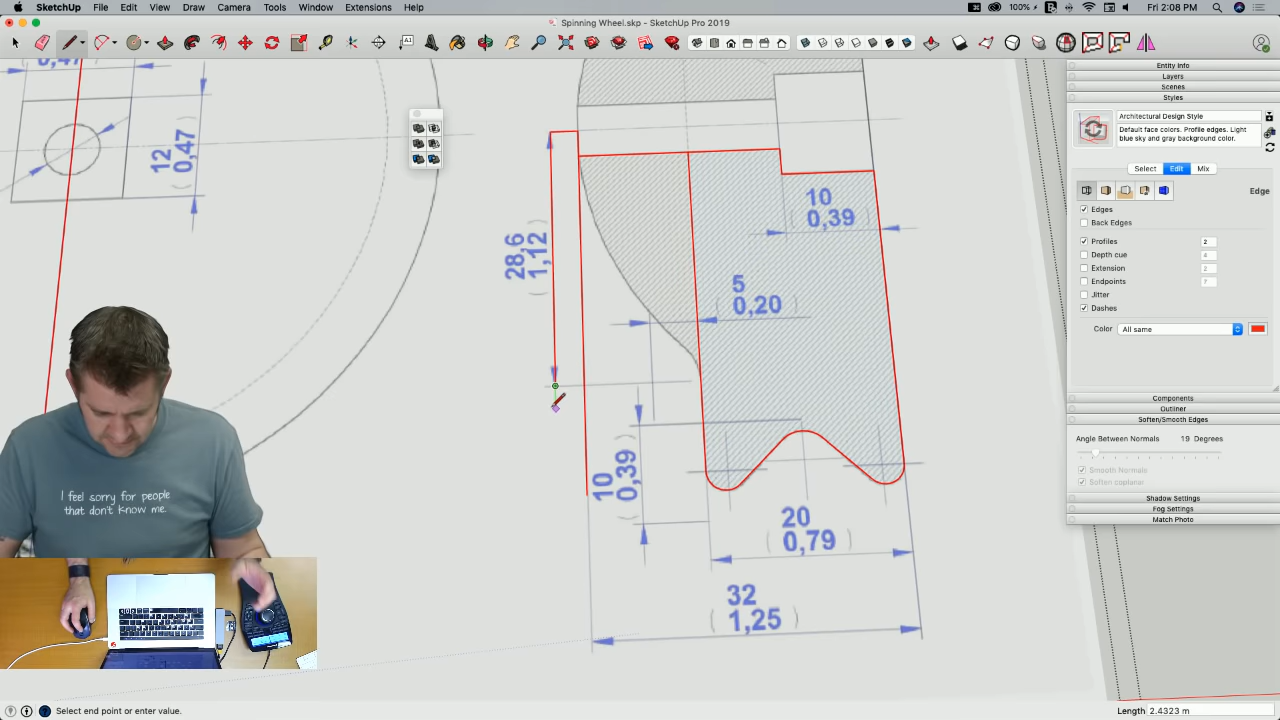 SketchUp File Edit View Camera Draw Tools Window Extensions Help
100% Fri 2:08 PM
Spinning Wheel.skp - SketchUp Pro 2019
Entity Info
Layers
Scenes
Styles
Architectural Design Style
Default face colors. Profile edges. Light
blue sky and gray background color.
Select Edit Mix
Edge
Edges
Back Edges
Profiles 2
Depth cue 4
Extension 2
Endpoints 7
Jitter
Dashes
Color All same
Components
Outliner
Soften/Smooth Edges
Angle Between Normals 19 Degrees
Smooth Normals
Soften coplanar
Shadow Settings
Fog Settings
Match Photo
0,47
12
( 0,47 )
28,6
( 1,12 )
10
( 0,39 )
5
( 0,20 )
10
( 0,39 )
20
( 0,79 )
32
( 1,25 )
I feel sorry for people
that don't know me.
Select end point or enter value.
Length 2.4323 m